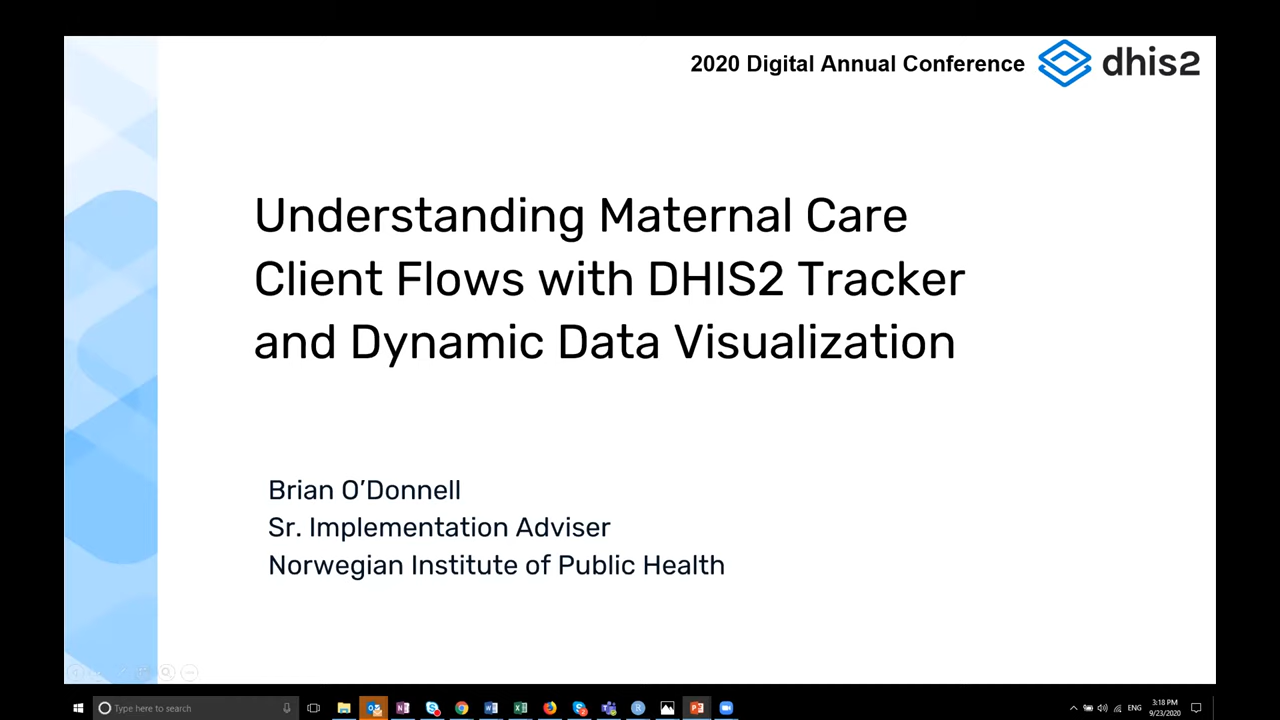 2020 Digital Annual Conference dhis2
Understanding Maternal Care
Client Flows with DHIS2 Tracker
and Dynamic Data Visualization
Brian O'Donnell
Sr. Implementation Adviser
Norwegian Institute of Public Health
Type here to search
ENG
3:18 PM
9/23/2020